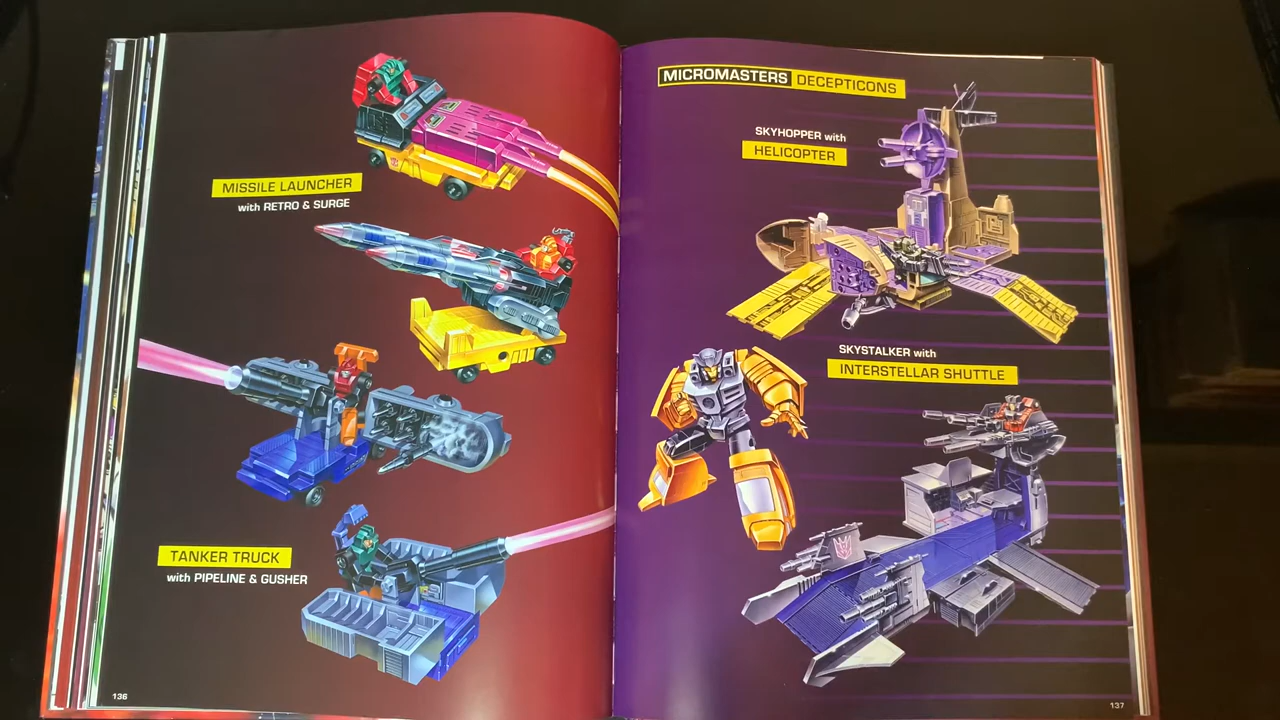 MISSILE LAUNCHER
with RETRO & SURGE
TANKER TRUCK
with PIPELINE & GUSHER
136
MICROMASTERS DECEPTICONS
SKYHOPPER with
HELICOPTER
SKYSTALKER with
INTERSTELLAR SHUTTLE
137